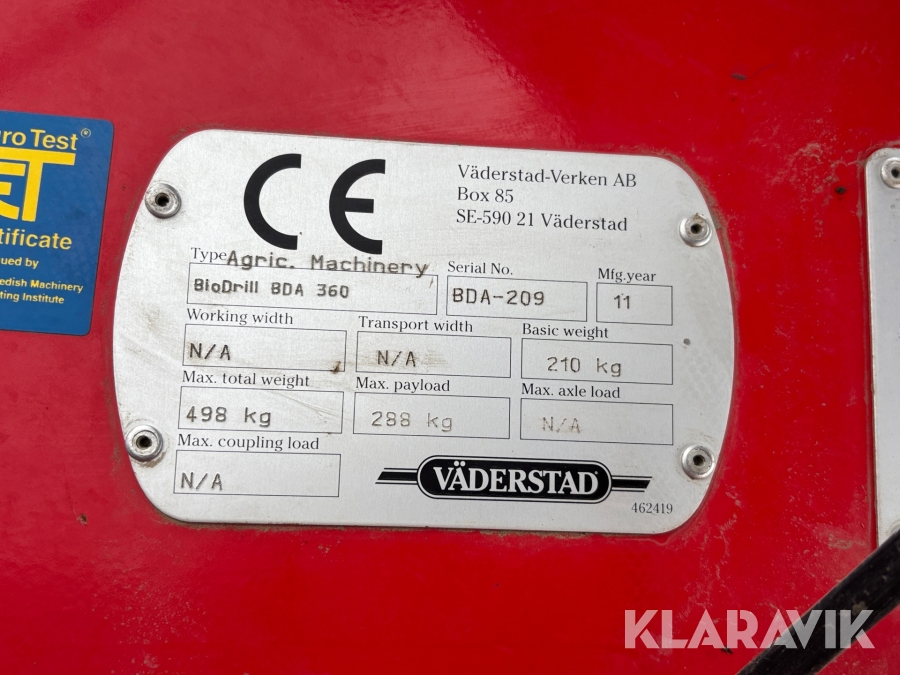 Test®
ET
tificate
ued by
edish Machinery
ting Institute
CE
Väderstad-Verken AB
Box 85
SE-590 21 Väderstad
Type Agric. Machinery
BioDrill BDA 360
Serial No.
BDA-209
Mfg.year
11
Working width
N/A
Transport width
N/A
Basic weight
210 kg
Max. total weight
498 kg
Max. payload
288 kg
Max. axle load
N/A
Max. coupling load
N/A
VÄDERSTAD
462419
KLARAVIK